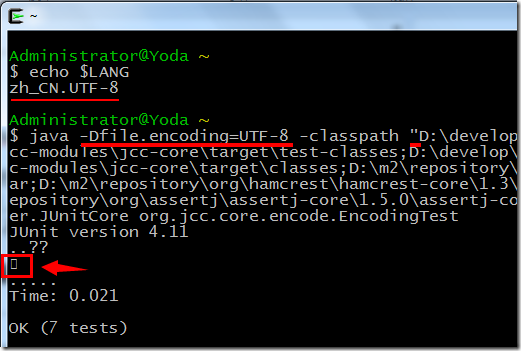 ~
Administrator@Yoda ~
$ echo $LANG
zh_CN.UTF-8
Administrator@Yoda ~
$ java -Dfile.encoding=UTF-8 -classpath "D:\develop
cc-modules\jcc-core\target\test-classes;D:\develop\
c-modules\jcc-core\target\classes;D:\m2\repository\
ar;D:\m2\repository\org\hamcrest\hamcrest-core\1.3\
epository\org\assertj\assertj-core\1.5.0\assertj-co
er.JUnitCore org.jcc.core.encode.EncodingTest
JUnit version 4.11
..??
▯
.....
Time: 0.021
OK (7 tests)